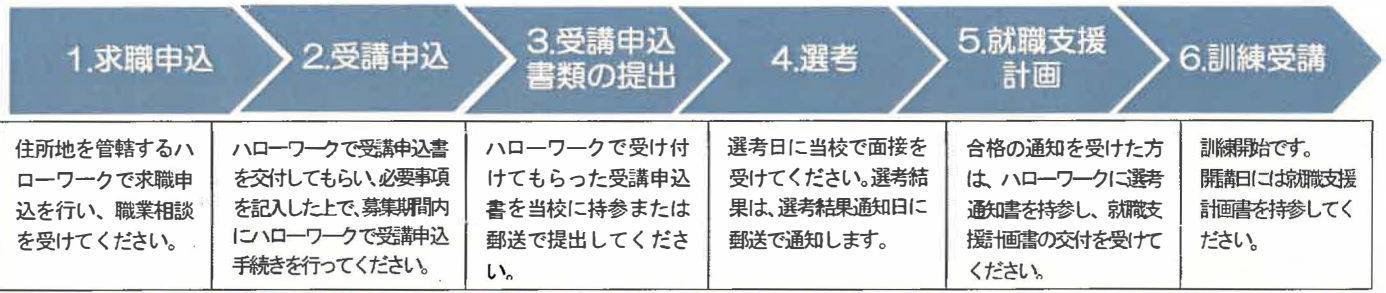 1.求職申込
2.受講申込
3.受講申込
書類の提出
4.選考
5.就職支援
計画
6.訓練受講
住所地を管轄するハ
ローワークで求職申
込を行い、職業相談
を受けてください。
ハローワークで受講申込書
を交付してもらい、必要事項
を記入した上で、募集期間内
にハローワークで受講申込
手続きを行ってください。
ハローワークで受け付
けてもらった受講申込
書を当校に持参または
郵送で提出してくださ
い。
選考日に当校で面接を
受けてください。選考結
果は、選考結果通知日に
郵送で通知します。
合格の通知を受けた方
は、ハローワークに選考
通知書を持参し、就職支
援計画書の交付を受けて
ください。
訓練開始です。
開講日には就職支援
計画書を持参してく
ださい。